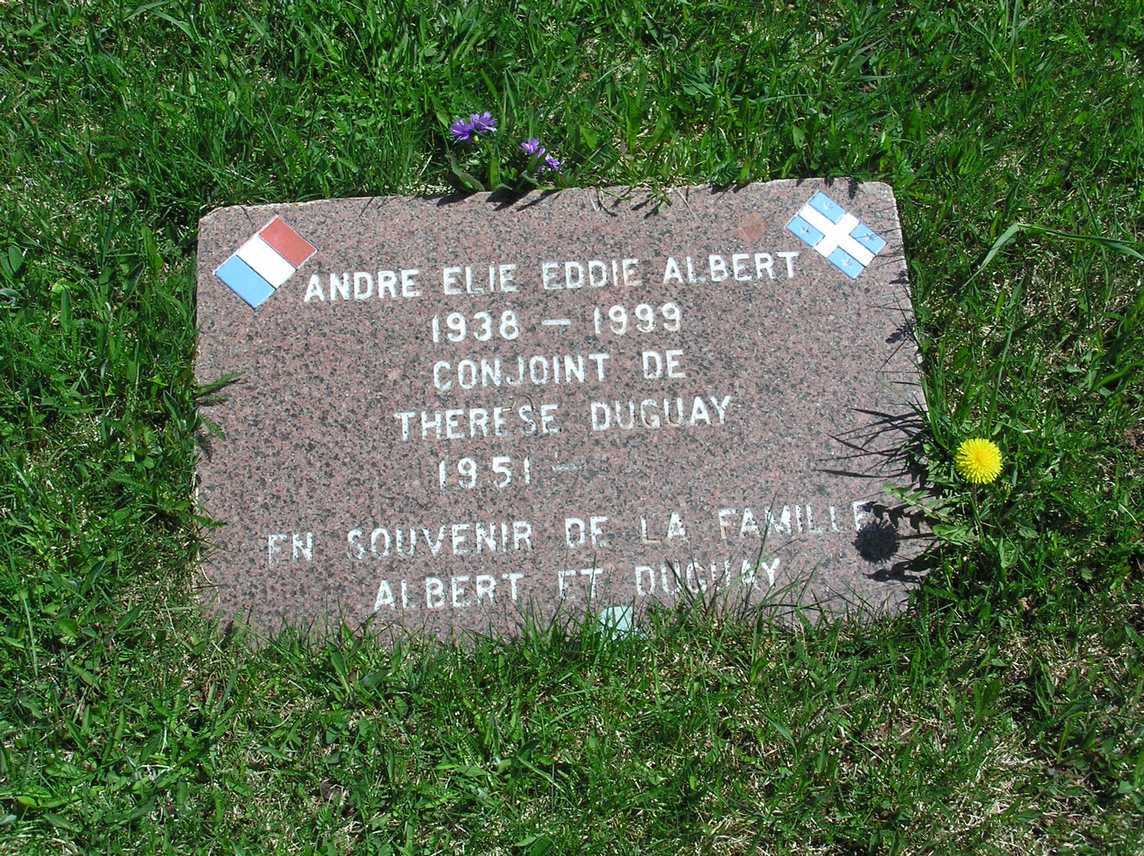 ANDRE ELIE EDDIE ALBERT
1938 – 1999
CONJOINT DE
THERESE DUGUAY
1951 –
EN SOUVENIR DE LA FAMILLE
ALBERT ET DUGUAY